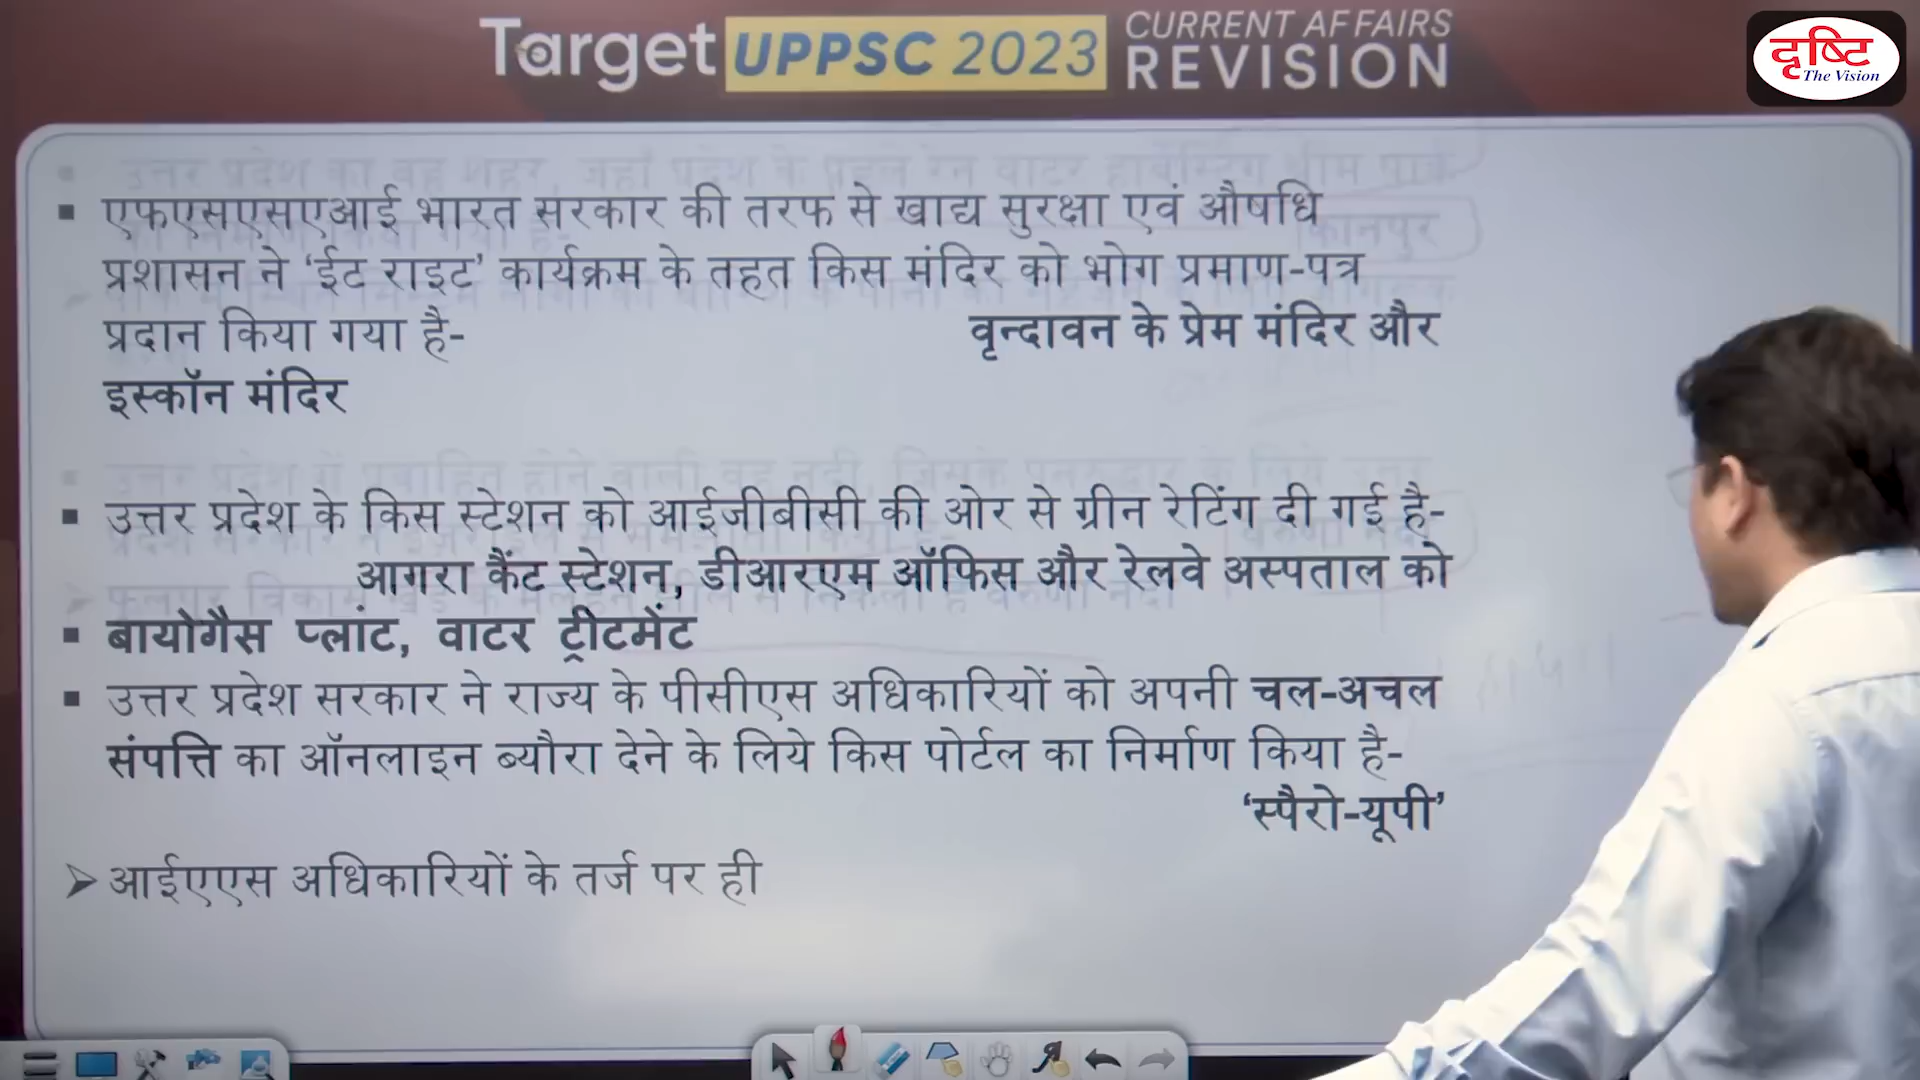 Target UPPSC 2023 CURRENT AFFAIRS
REVISION
दृष्टि
The Vision
▪ एफएसएसएआई भारत सरकार की तरफ से खाद्य सुरक्षा एवं औषधि
प्रशासन ने ‘ईट राइट’ कार्यक्रम के तहत किस मंदिर को भोग प्रमाण-पत्र
प्रदान किया गया है- वृन्दावन के प्रेम मंदिर और
इस्कॉन मंदिर
▪ उत्तर प्रदेश के किस स्टेशन को आईजीबीसी की ओर से ग्रीन रेटिंग दी गई है-
आगरा कैंट स्टेशन, डीआरएम ऑफिस और रेलवे अस्पताल को
▪ बायोगैस प्लांट, वाटर ट्रीटमेंट
▪ उत्तर प्रदेश सरकार ने राज्य के पीसीएस अधिकारियों को अपनी चल-अचल
संपत्ति का ऑनलाइन ब्यौरा देने के लिये किस पोर्टल का निर्माण किया है-
‘स्पैरो-यूपी’
➢ आईएएस अधिकारियों के तर्ज पर ही